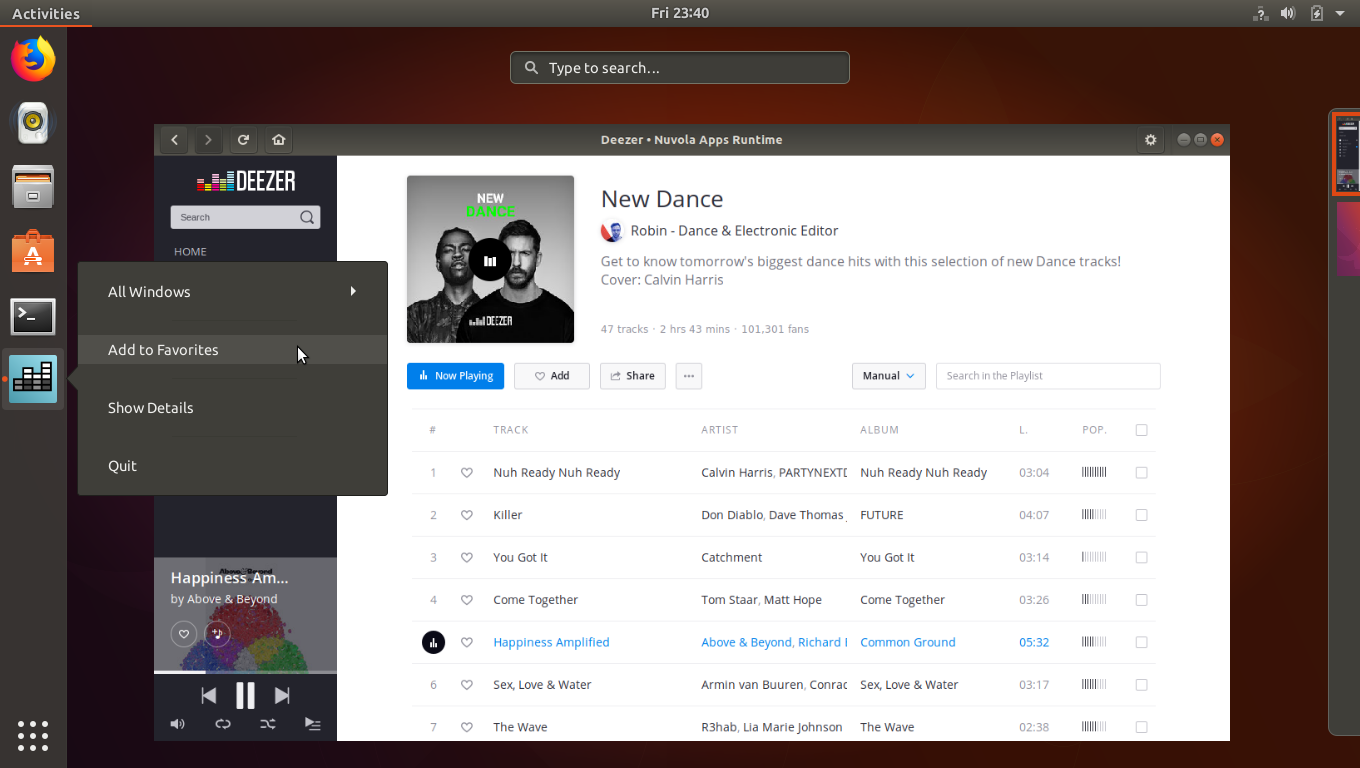 Activities
Fri 23:40
?
Type to search...
Deezer • Nuvola Apps Runtime
DEEZER
Search
HOME
All Windows
Add to Favorites
Show Details
Quit
NEW
DANCE
DEEZER
New Dance
Robin - Dance & Electronic Editor
Get to know tomorrow's biggest dance hits with this selection of new Dance tracks!
Cover: Calvin Harris
47 tracks · 2 hrs 43 mins · 101,301 fans
Now Playing
Add
Share
Manual
Search in the Playlist
# TRACK ARTIST ALBUM L. POP.
1 Nuh Ready Nuh Ready Calvin Harris, PARTYNEXTD Nuh Ready Nuh Ready 03:04
2 Killer Don Diablo, Dave Thomas FUTURE 04:07
3 You Got It Catchment You Got It 03:14
4 Come Together Tom Staar, Matt Hope Come Together 03:26
Happiness Amplified Above & Beyond, Richard Common Ground 05:32
6 Sex, Love & Water Armin van Buuren, Conrad Sex, Love & Water 03:17
7 The Wave R3hab, Lia Marie Johnson The Wave 02:38
Above & Beyond
Happiness Am...
by Above & Beyond